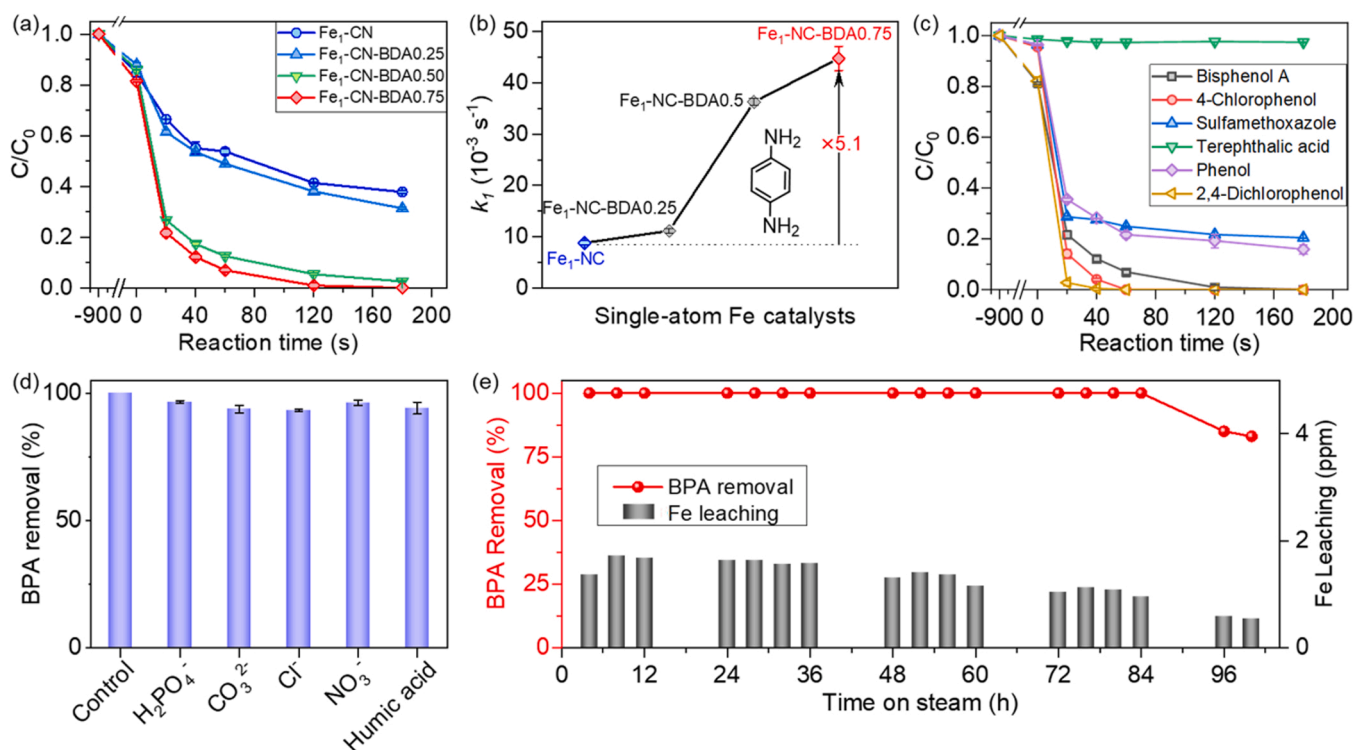 (a)
1.0
0.8
0.6
0.4
0.2
0.0
C/C₀
Fe₁-CN
Fe₁-CN-BDA0.25
Fe₁-CN-BDA0.50
Fe₁-CN-BDA0.75
-900 0 40 80 120 160 200
Reaction time (s)
(b)
50
40
30
20
10
0
k₁ (10⁻³ s⁻¹)
Fe₁-NC-BDA0.75
Fe₁-NC-BDA0.5
NH₂
×5.1
NH₂
Fe₁-NC-BDA0.25
Fe₁-NC
Single-atom Fe catalysts
(c)
1.0
0.8
0.6
0.4
0.2
0.0
C/C₀
Bisphenol A
4-Chlorophenol
Sulfamethoxazole
Terephthalic acid
Phenol
2,4-Dichlorophenol
-900 0 40 80 120 160 200
Reaction time (s)
(d)
100
50
0
BPA removal (%)
Control
H₂PO₄⁻
CO₃²⁻
Cl⁻
NO₃⁻
Humic acid
(e)
100
75
50
25
0
BPA Removal (%)
BPA removal
Fe leaching
4
2
0
Fe Leaching (ppm)
0 12 24 36 48 60 72 84 96
Time on steam (h)